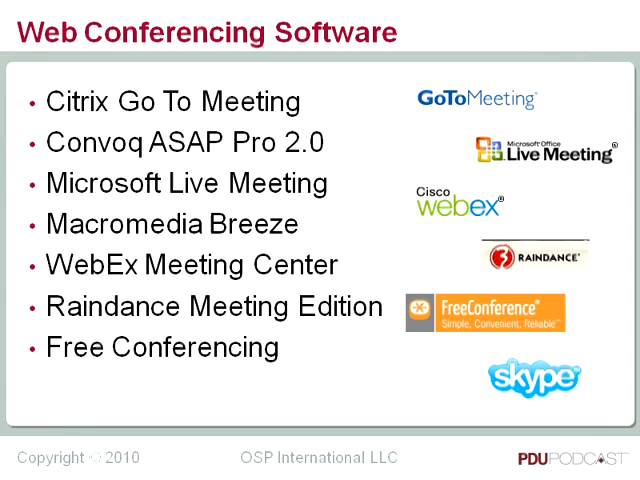 Web Conferencing Software
• Citrix Go To Meeting
• Convoq ASAP Pro 2.0
• Microsoft Live Meeting
• Macromedia Breeze
• WebEx Meeting Center
• Raindance Meeting Edition
• Free Conferencing
GoToMeeting®
Microsoft Office
Live Meeting®
Cisco
webex®
RAINDANCE®
FreeConference®
Simple, Convenient, Reliable™
skype®
Copyright © 2010
OSP International LLC
PDUPODCAST